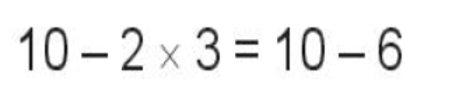 10 – 2 × 3 = 10 – 6